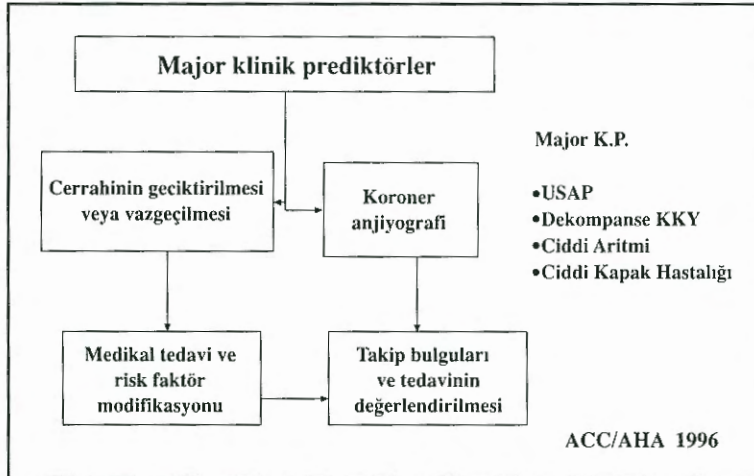 Major klinik prediktörler
Cerrahinin geciktirilmesi
veya vazgeçilmesi
Koroner
anjiyografi
Medikal tedavi ve
risk faktör
modifikasyonu
Takip bulguları
ve tedavinin
değerlendirilmesi
Major K.P.
•USAP
•Dekompanse KKY
•Ciddi Aritmi
•Ciddi Kapak Hastalığı
ACC/AHA 1996